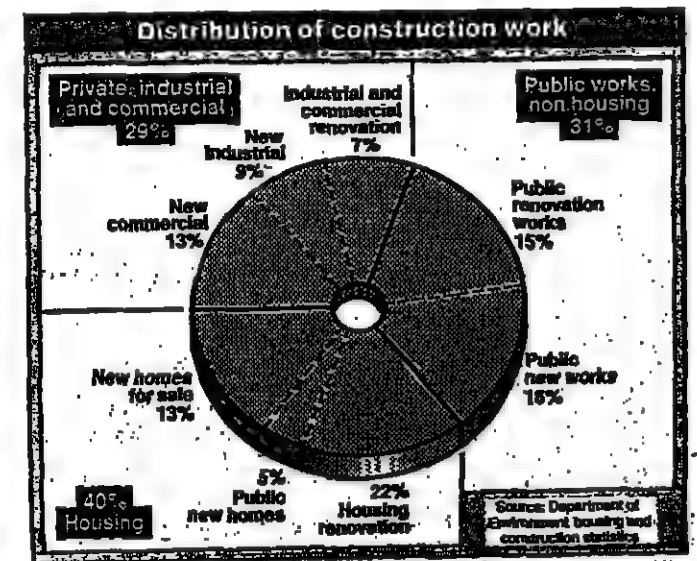 Distribution of construction work
Private, industrial
and commercial
29%
Industrial and
commercial
renovation
7%
Public works,
non housing
31%
New
industrial
9%
New
commercial
13%
Public
renovation
works
15%
New homes
for sale
13%
Public
new works
16%
40%
Housing
5%
Public
new homes
22%
Housing
renovation
Source: Department of
Environment housing and
construction statistics